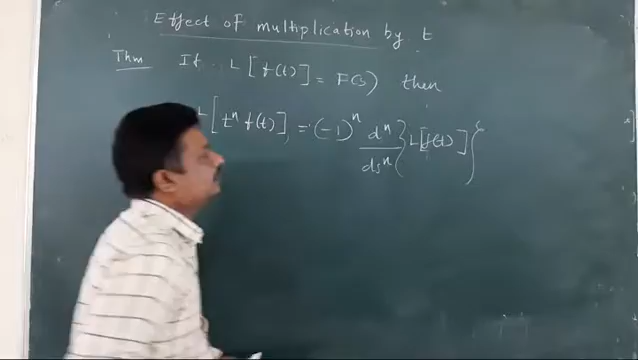 Effect of multiplication by t
Thm If L[f(t)] = F(s) then
L[tⁿ f(t)] = (-1)ⁿ dⁿ/dsⁿ {L[f(t)]}